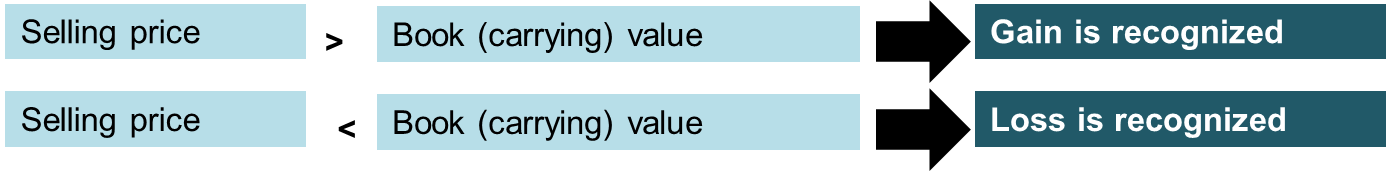 Selling price > Book (carrying) value Gain is recognized
Selling price < Book (carrying) value Loss is recognized